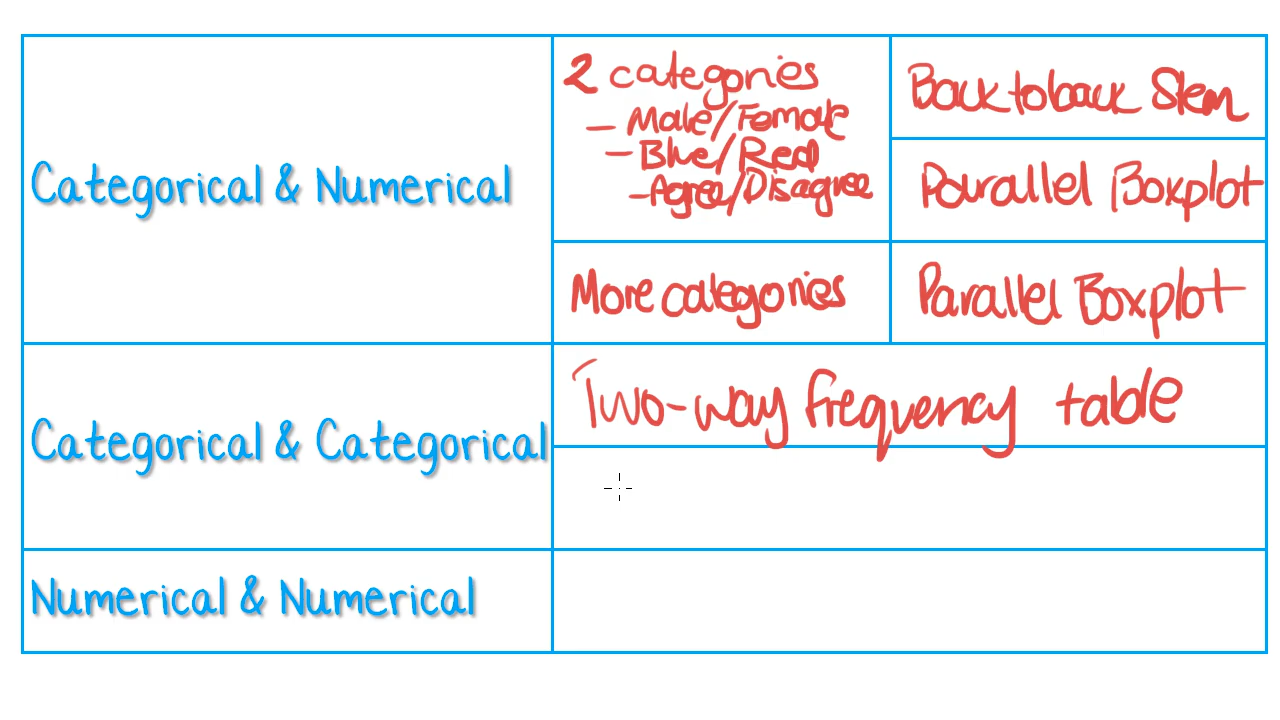 Categorical & Numerical
2 categories
- Male/Female
- Blue/Red
- Agree/Disagree
Back to back Stem
Parallel Boxplot
More categories
Parallel Boxplot
Categorical & Categorical
Two-way frequency table
Numerical & Numerical